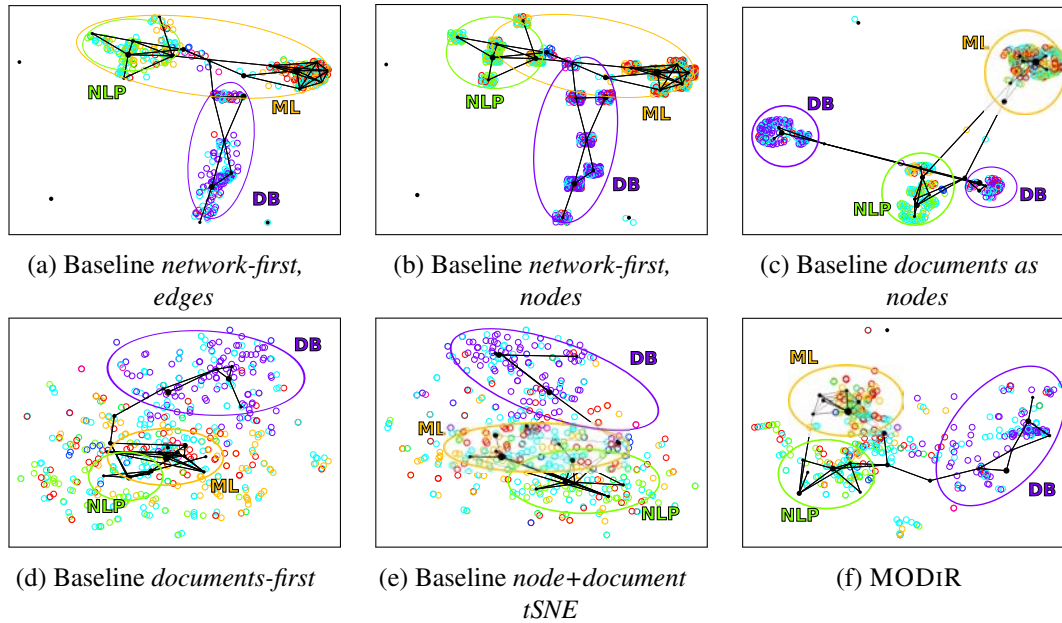 NLP
ML
DB
NLP
ML
DB
ML
DB
NLP
DB
(a) Baseline network-first,
edges
(b) Baseline network-first,
nodes
(c) Baseline documents as
nodes
DB
ML
NLP
DB
ML
NLP
ML
DB
NLP
(d) Baseline documents-first
(e) Baseline node+document
tSNE
(f) MODIR